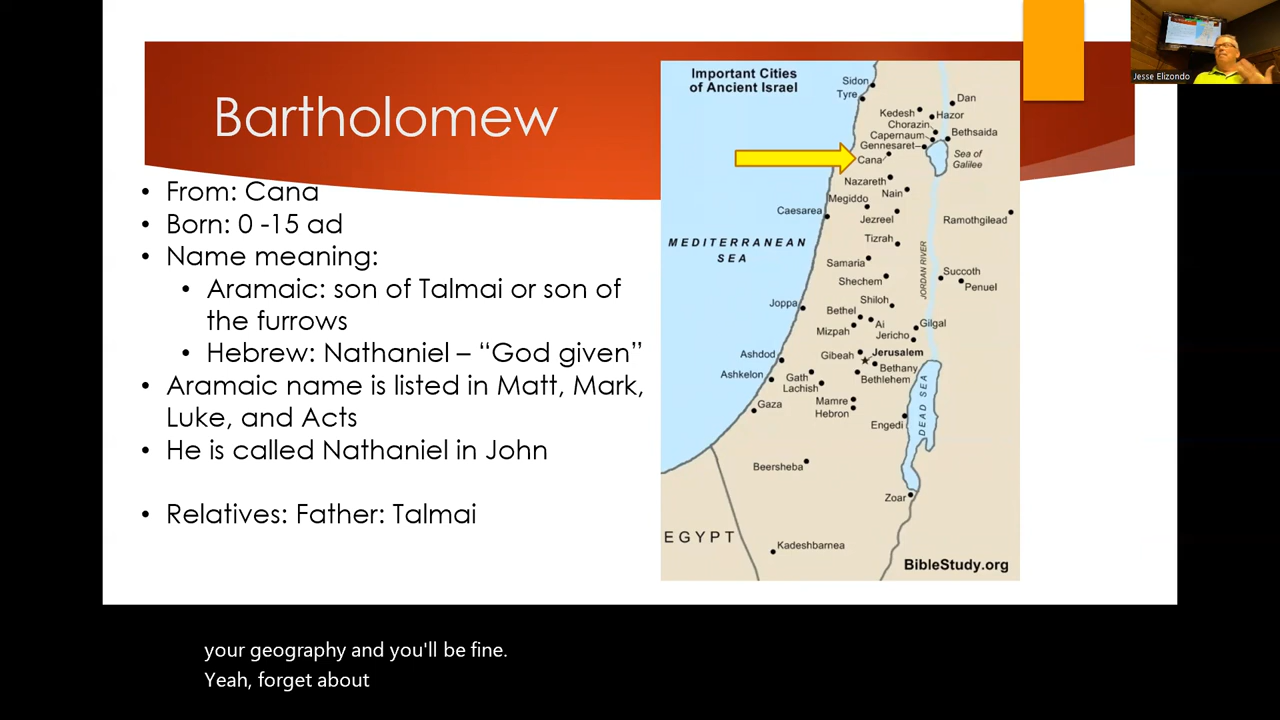 Bartholomew
• From: Cana
• Born: 0 -15 ad
• Name meaning:
• Aramaic: son of Talmai or son of
the furrows
• Hebrew: Nathaniel – “God given”
• Aramaic name is listed in Matt, Mark,
Luke, and Acts
• He is called Nathaniel in John
• Relatives: Father: Talmai
Important Cities
of Ancient Israel
Sidon
Tyre
Dan
Kedesh
Hazor
Chorazin
Capernaum
Bethsaida
Gennesaret
Cana
Sea of
Galilee
Nazareth
Nain
Megiddo
Caesarea
Jezreel
Ramothgilead
Tizrah
MEDITERRANEAN
SEA
Samaria
JORDAN RIVER
Succoth
Shechem
Penuel
Joppa
Shiloh
Bethel
Ai
Gilgal
Mizpah
Jericho
Ashdod
Gibeah
Jerusalem
Bethany
Ashkelon
Gath
Bethlehem
Lachish
DEAD SEA
Gaza
Mamre
Hebron
Engedi
Beersheba
Zoar
EGYPT
Kadeshbarnea
BibleStudy.org
Jesse Elizondo
your geography and you'll be fine.
Yeah, forget about